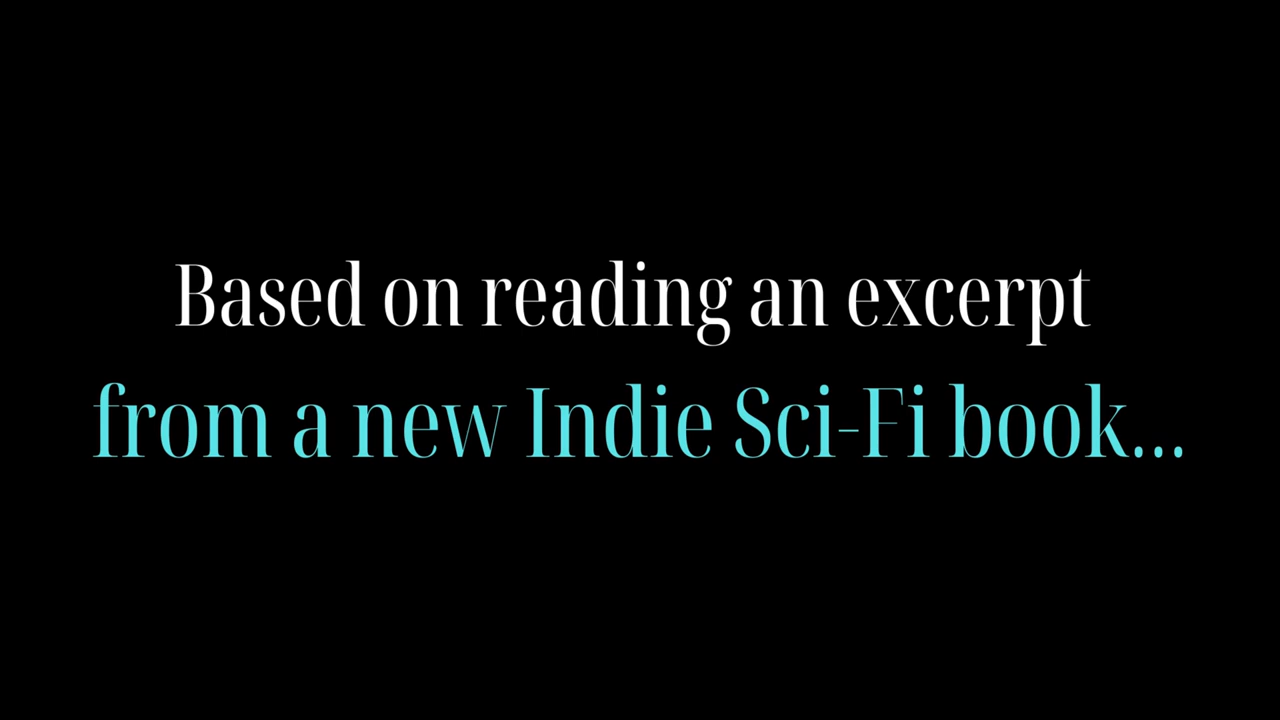 Based on reading an excerpt
from a new Indie Sci-Fi book...